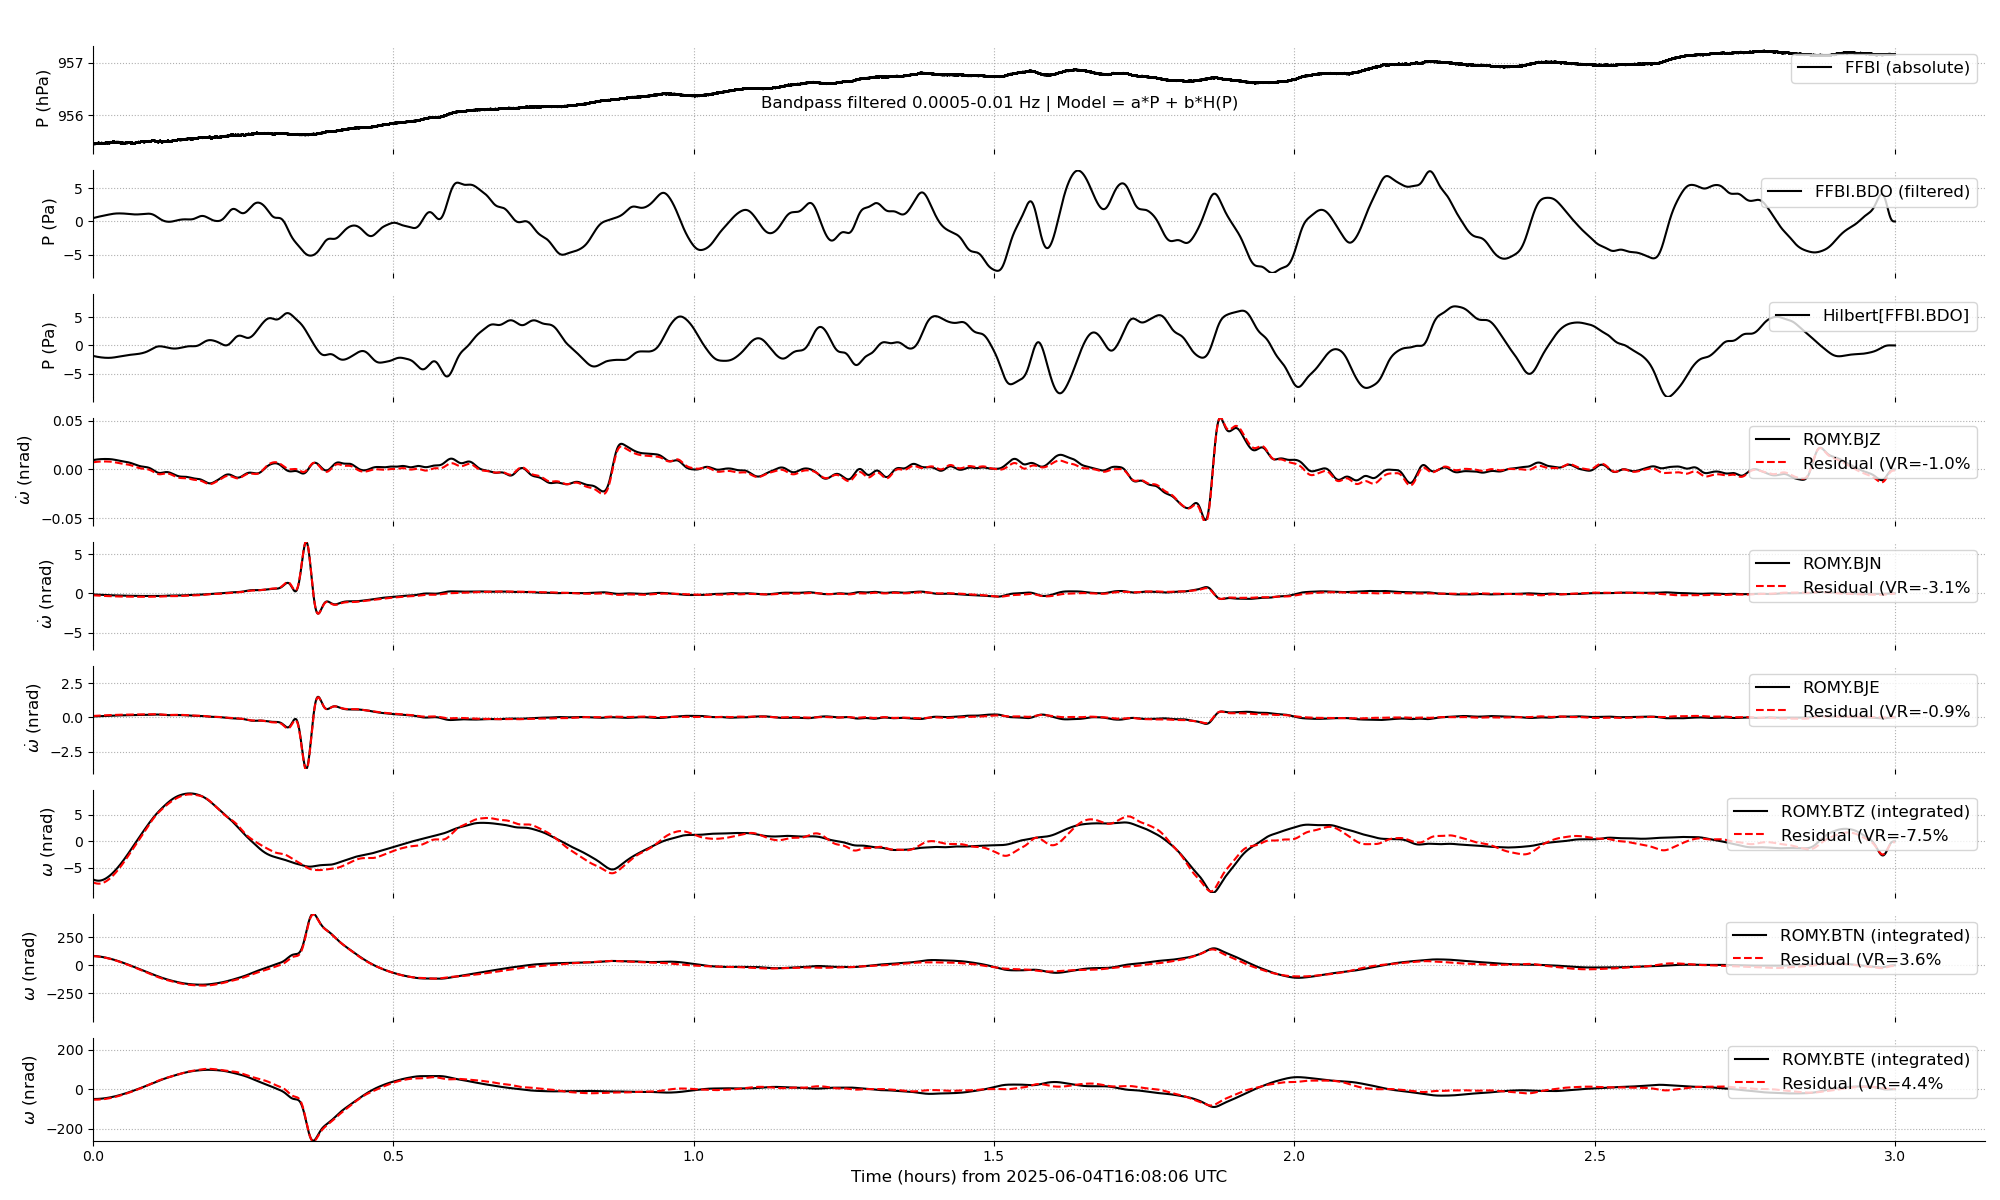 P (hPa)
957
956
FFBI (absolute)
Bandpass filtered 0.0005-0.01 Hz | Model = a*P + b*H(P)
P (Pa)
5
0
−5
FFBI.BDO (filtered)
P (Pa)
5
0
−5
Hilbert[FFBI.BDO]
ω̇ (nrad)
0.05
0.00
−0.05
ROMY.BJZ
Residual (VR=-1.0%
ω̇ (nrad)
5
0
−5
ROMY.BJN
Residual (VR=-3.1%
ω̇ (nrad)
2.5
0.0
−2.5
ROMY.BJE
Residual (VR=-0.9%
ω (nrad)
5
0
−5
ROMY.BTZ (integrated)
Residual (VR=-7.5%
ω (nrad)
250
0
−250
ROMY.BTN (integrated)
Residual (VR=3.6%
ω (nrad)
200
0
−200
ROMY.BTE (integrated)
Residual (VR=4.4%
0.0 0.5 1.0 1.5 2.0 2.5 3.0
Time (hours) from 2025-06-04T16:08:06 UTC